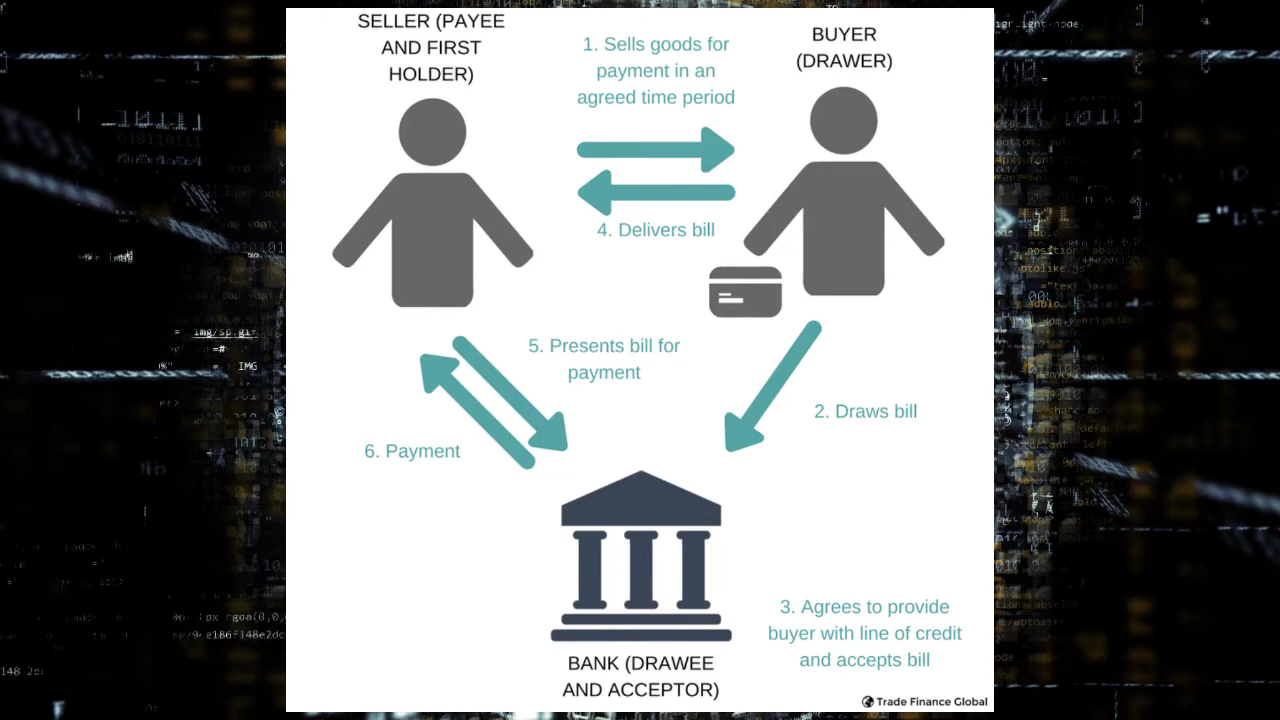 SELLER (PAYEE
AND FIRST
HOLDER)
1. Sells goods for
payment in an
agreed time period
BUYER
(DRAWER)
4. Delivers bill
5. Presents bill for
payment
2. Draws bill
6. Payment
3. Agrees to provide
buyer with line of credit
and accepts bill
BANK (DRAWEE
AND ACCEPTOR)
Trade Finance Global
IMG